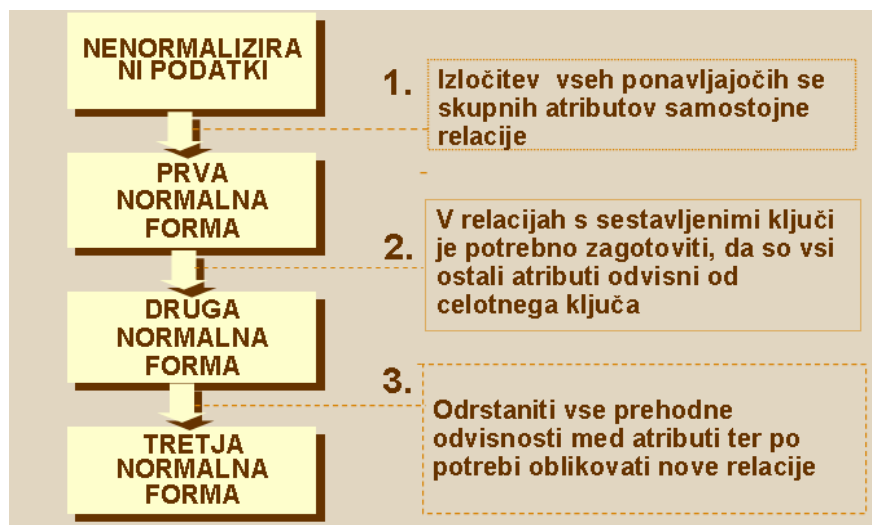 NENORMALIZIRA
NI PODATKI
1.
Izločitev vseh ponavljajočih se
skupnih atributov samostojne
relacije
PRVA
NORMALNA
FORMA
2.
V relacijah s sestavljenimi ključi
je potrebno zagotoviti, da so vsi
ostali atributi odvisni od
celotnega ključa
DRUGA
NORMALNA
FORMA
3.
Odrstaniti vse prehodne
odvisnosti med atributi ter po
potrebi oblikovati nove relacije
TRETJA
NORMALNA
FORMA